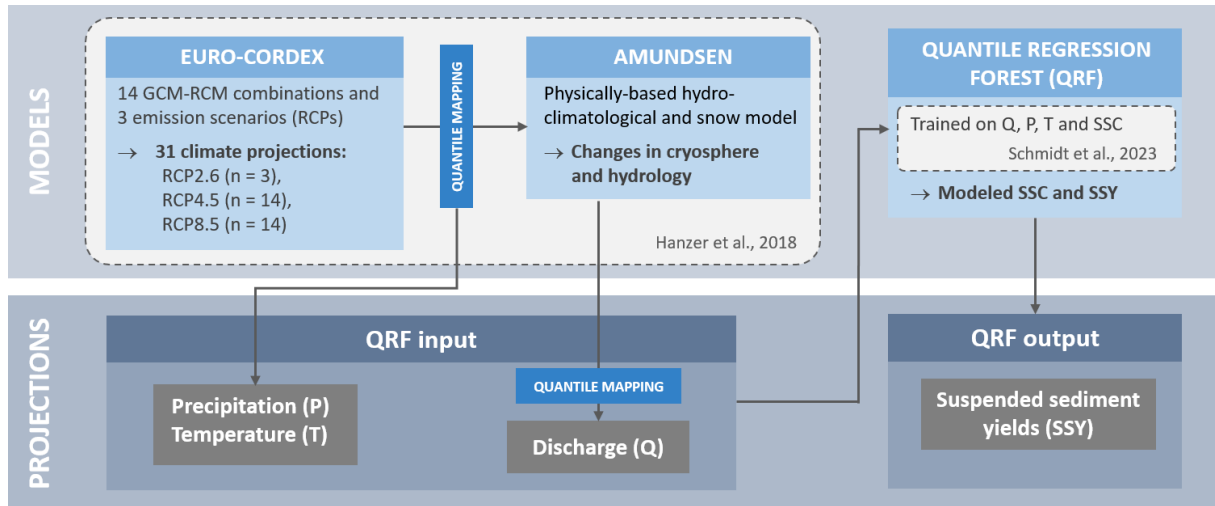 MODELS
EURO-CORDEX
14 GCM-RCM combinations and
3 emission scenarios (RCPs)
→ 31 climate projections:
RCP2.6 (n = 3),
RCP4.5 (n = 14),
RCP8.5 (n = 14)
QUANTILE MAPPING
AMUNDSEN
Physically-based hydro-
climatological and snow model
→ Changes in cryosphere
and hydrology
Hanzer et al., 2018
QUANTILE REGRESSION
FOREST (QRF)
Trained on Q, P, T and SSC
Schmidt et al., 2023
→ Modeled SSC and SSY
PROJECTIONS
QRF input
Precipitation (P)
Temperature (T)
QUANTILE MAPPING
Discharge (Q)
QRF output
Suspended sediment
yields (SSY)